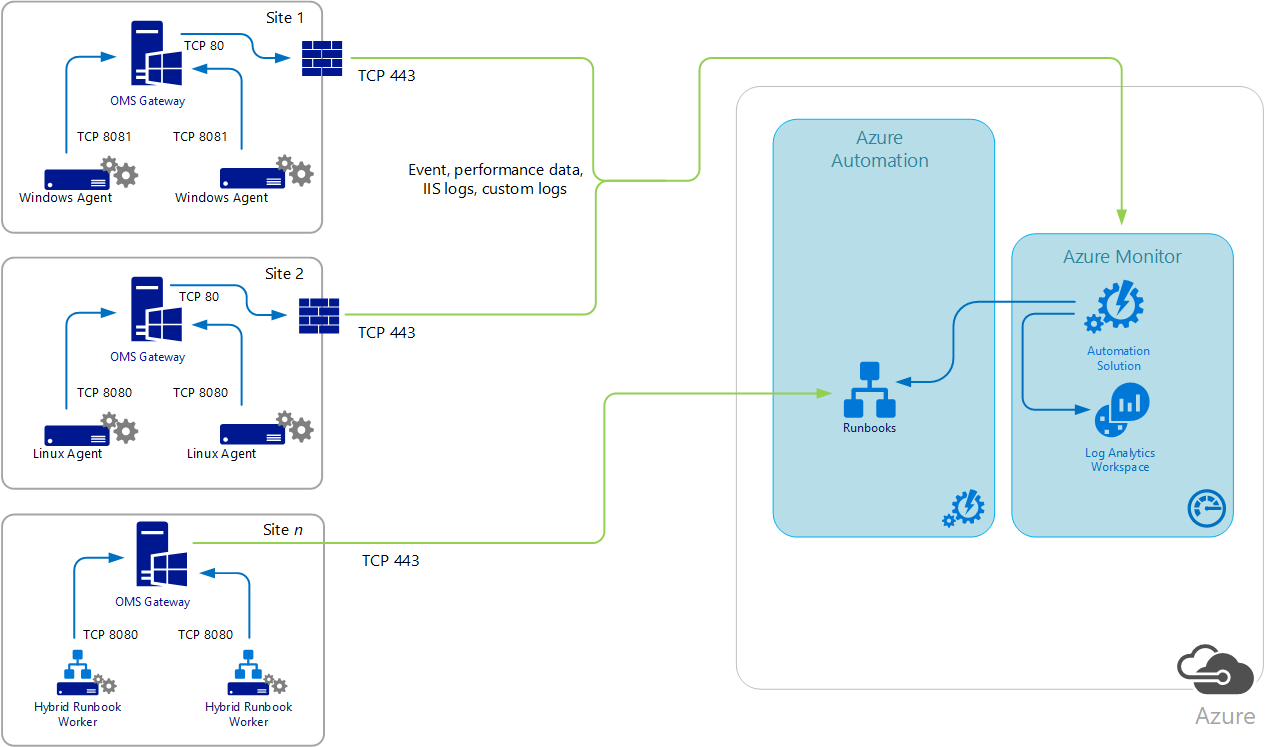 Site 1
TCP 80
OMS Gateway
TCP 8081
TCP 8081
Windows Agent
Windows Agent
TCP 443
Event, performance data,
IIS logs, custom logs
Site 2
TCP 80
OMS Gateway
TCP 8080
TCP 8080
Linux Agent
Linux Agent
TCP 443
Site n
OMS Gateway
TCP 8080
TCP 8080
Hybrid Runbook
Worker
Hybrid Runbook
Worker
TCP 443
Azure
Automation
Runbooks
Azure Monitor
Automation
Solution
Log Analytics
Workspace
Azure